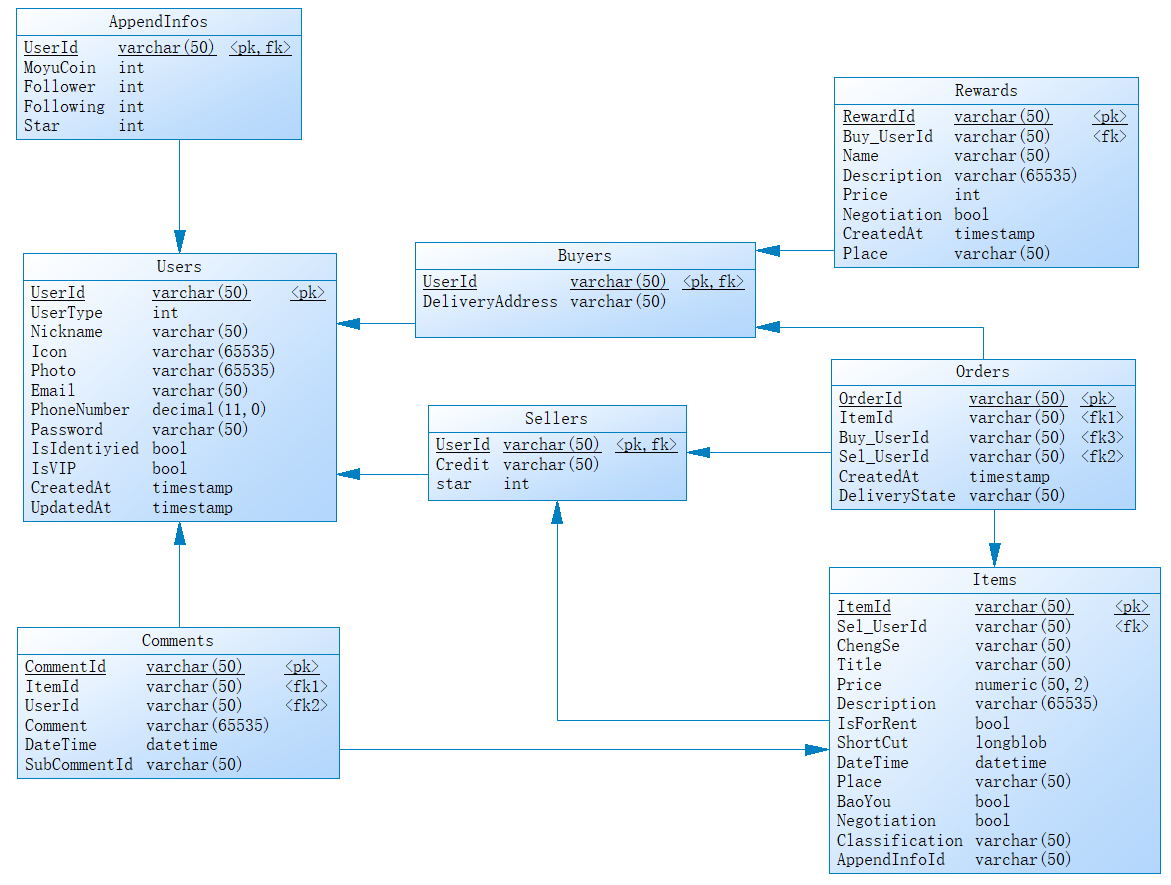 AppendInfos
UserId varchar(50) <pk,fk>
MoyuCoin int
Follower int
Following int
Star int
Rewards
RewardId varchar(50) <pk>
Buy_UserId varchar(50) <fk>
Name varchar(50)
Description varchar(65535)
Price int
Negotiation bool
CreatedAt timestamp
Place varchar(50)
Users
UserId varchar(50) <pk>
UserType int
Nickname varchar(50)
Icon varchar(65535)
Photo varchar(65535)
Email varchar(50)
PhoneNumber decimal(11,0)
Password varchar(50)
IsIdentiyied bool
IsVIP bool
CreatedAt timestamp
UpdatedAt timestamp
Buyers
UserId varchar(50) <pk,fk>
DeliveryAddress varchar(50)
Sellers
UserId varchar(50) <pk,fk>
Credit varchar(50)
star int
Orders
OrderId varchar(50) <pk>
ItemId varchar(50) <fk1>
Buy_UserId varchar(50) <fk3>
Sel_UserId varchar(50) <fk2>
CreatedAt timestamp
DeliveryState varchar(50)
Comments
CommentId varchar(50) <pk>
ItemId varchar(50) <fk1>
UserId varchar(50) <fk2>
Comment varchar(65535)
DateTime datetime
SubCommentId varchar(50)
Items
ItemId varchar(50) <pk>
Sel_UserId varchar(50) <fk>
ChengSe varchar(50)
Title varchar(50)
Price numeric(50,2)
Description varchar(65535)
IsForRent bool
ShortCut longblob
DateTime datetime
Place varchar(50)
BaoYou bool
Negotiation bool
Classification varchar(50)
AppendInfoId varchar(50)